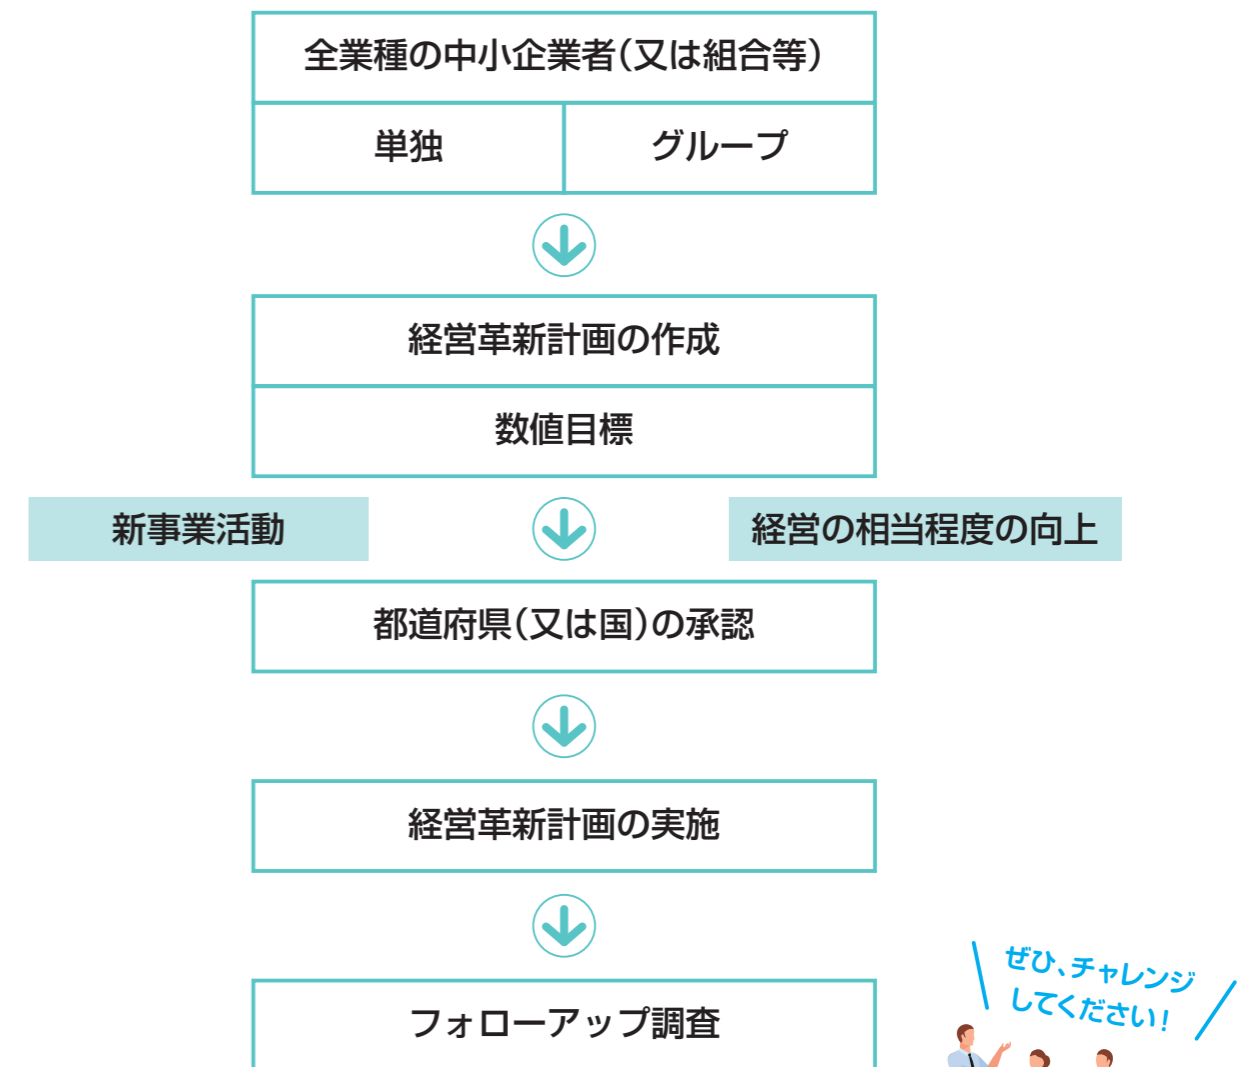 全業種の中小企業者(又は組合等)
単独
グループ
経営革新計画の作成
数値目標
新事業活動
経営の相当程度の向上
都道府県(又は国)の承認
経営革新計画の実施
フォローアップ調査
ぜひ、チャレンジ
してください!